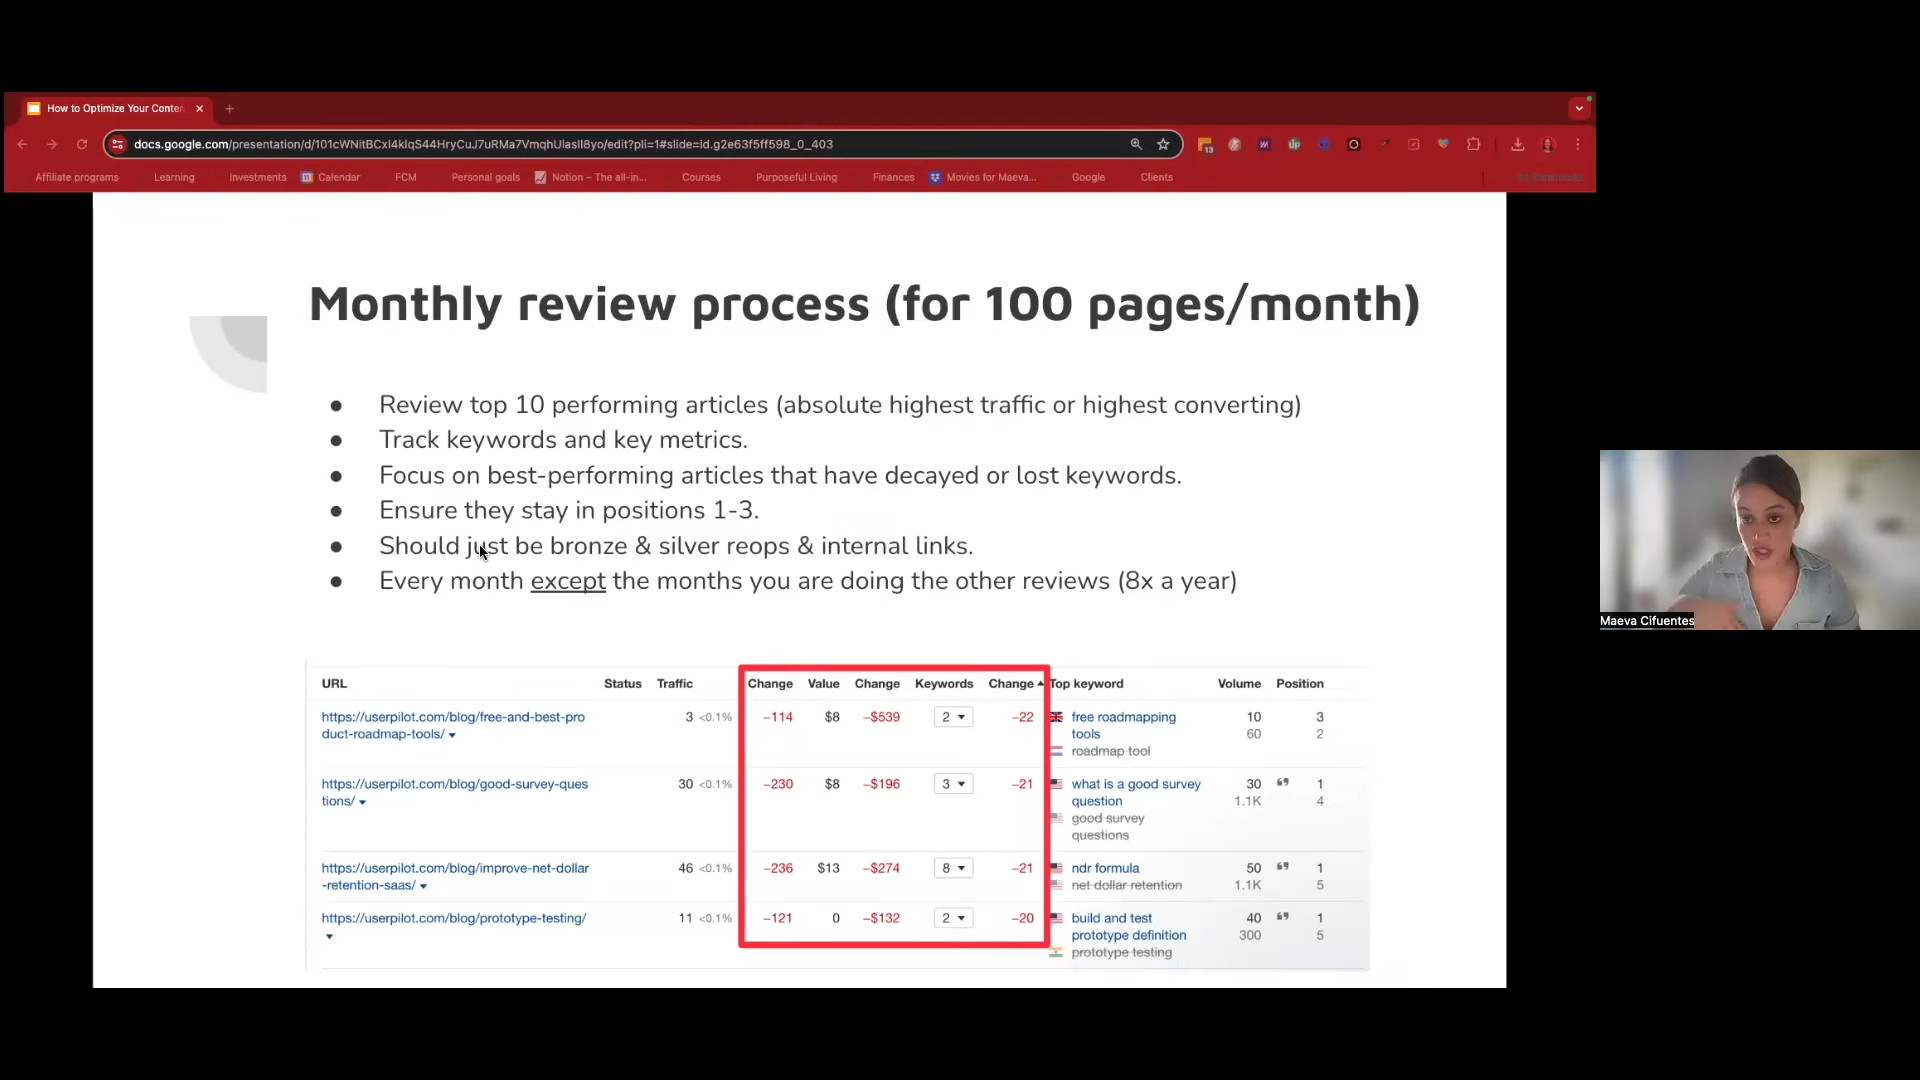 How to Optimize Your Conten
docs.google.com/presentation/d/101cWNitBCxI4kIqS44HryCuJ7uRMa7VmqhUlasII8yo/edit?pli=1#slide=id.g2e63f5ff598_0_403
13
Affiliate programs Learning Investments Calendar FCM Personal goals Notion – The all-in... Courses Purposeful Living Finances Movies for Maeva... Google Clients
Monthly review process (for 100 pages/month)
● Review top 10 performing articles (absolute highest traffic or highest converting)
● Track keywords and key metrics.
● Focus on best-performing articles that have decayed or lost keywords.
● Ensure they stay in positions 1-3.
● Should just be bronze & silver reops & internal links.
● Every month except the months you are doing the other reviews (8x a year)
Maeva Cifuentes
URL Status Traffic Change Value Change Keywords Change Top keyword Volume Position
https://userpilot.com/blog/free-and-best-pro 3 <0.1% –114 $8 –$539 2 –22 free roadmapping 10 3
duct-roadmap-tools/ tools 60 2
roadmap tool
https://userpilot.com/blog/good-survey-ques 30 <0.1% –230 $8 –$196 3 –21 what is a good survey 30 1
tions/ question 1.1K 4
good survey
questions
https://userpilot.com/blog/improve-net-dollar 46 <0.1% –236 $13 –$274 8 –21 ndr formula 50 1
-retention-saas/ net dollar retention 1.1K 5
https://userpilot.com/blog/prototype-testing/ 11 <0.1% –121 0 –$132 2 –20 build and test 40 1
prototype definition 300 5
prototype testing